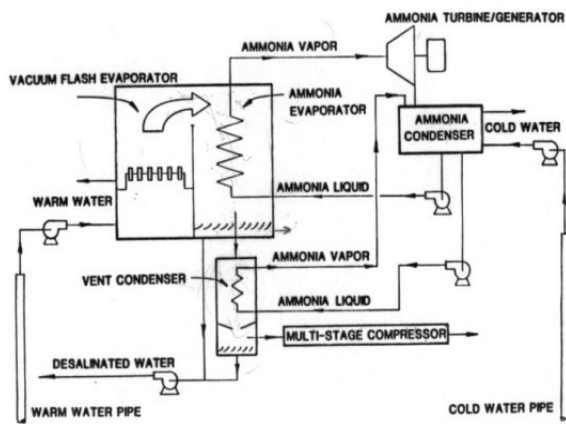 AMMONIA TURBINE/GENERATOR
AMMONIA VAPOR
VACUUM FLASH EVAPORATOR
AMMONIA
EVAPORATOR
AMMONIA
CONDENSER
COLD WATER
AMMONIA LIQUID
WARM WATER
AMMONIA VAPOR
VENT CONDENSER
AMMONIA LIQUID
MULTI-STAGE COMPRESSOR
DESALINATED WATER
WARM WATER PIPE
COLD WATER PIPE